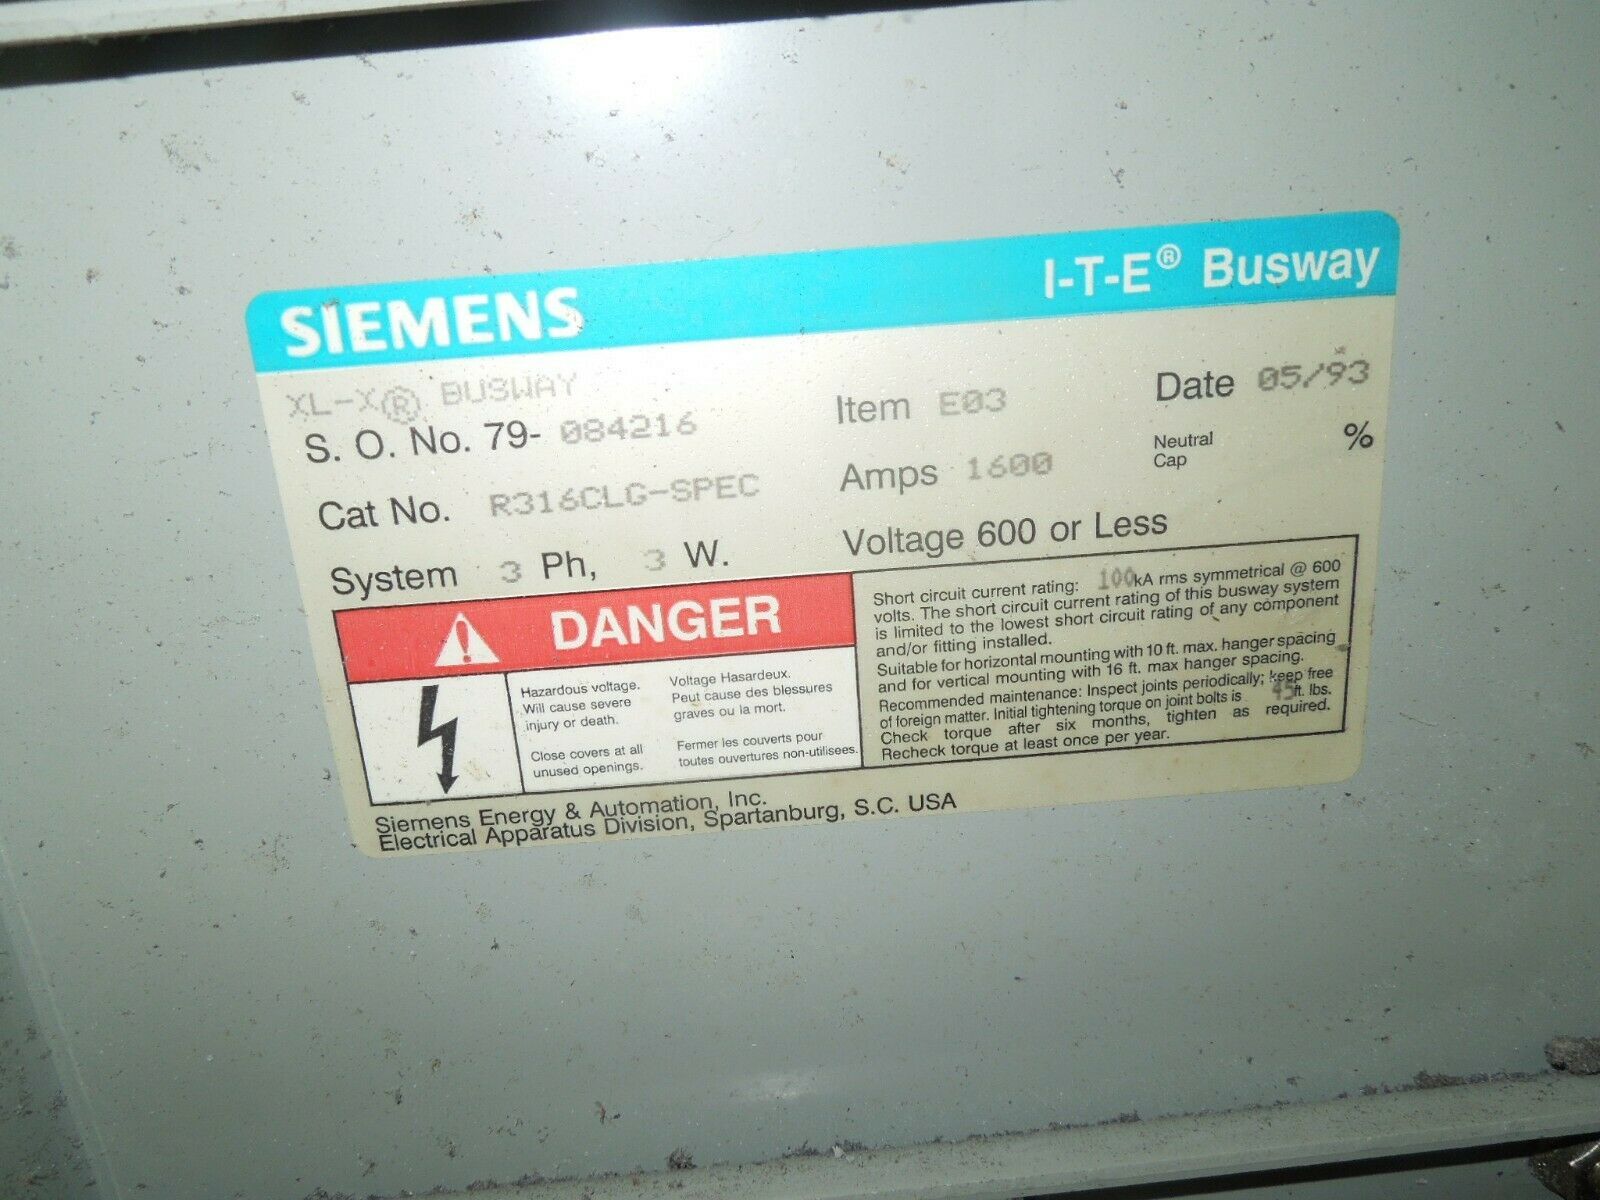 SIEMENS I-T-E® Busway
XL-X® BUSWAY
S. O. No. 79- 084216 Item E03 Date 05/93
Cat No. R316CLG-SPEC Amps 1600 Neutral Cap %
System 3 Ph, 3 W. Voltage 600 or Less
DANGER
Hazardous voltage.
Will cause severe
injury or death.
Close covers at all
unused openings.
Voltage Hasardeux.
Peut cause des blessures
graves ou la mort.
Fermer les couverts pour
toutes ouvertures non-utilisees.
Short circuit current rating: 100kA rms symmetrical @ 600
volts. The short circuit current rating of this busway system
is limited to the lowest short circuit rating of any component
and/or fitting installed.
Suitable for horizontal mounting with 10 ft. max. hanger spacing
and for vertical mounting with 16 ft. max hanger spacing.
Recommended maintenance: Inspect joints periodically; keep free
of foreign matter. Initial tightening torque on joint bolts is ft. lbs.
Check torque after six months, tighten as required.
Recheck torque at least once per year.
Siemens Energy & Automation, Inc.
Electrical Apparatus Division, Spartanburg, S.C. USA